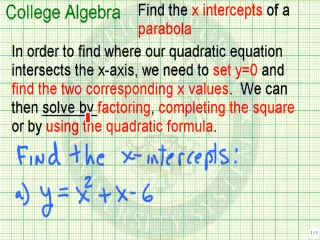 College Algebra
Find the x intercepts of a
parabola
In order to find where our quadratic equation
intersects the x-axis, we need to set y=0 and
find the two corresponding x values. We can
then solve by factoring, completing the square
or by using the quadratic formula.
Find the x-intercepts:
a) y = x² + x - 6
1/1